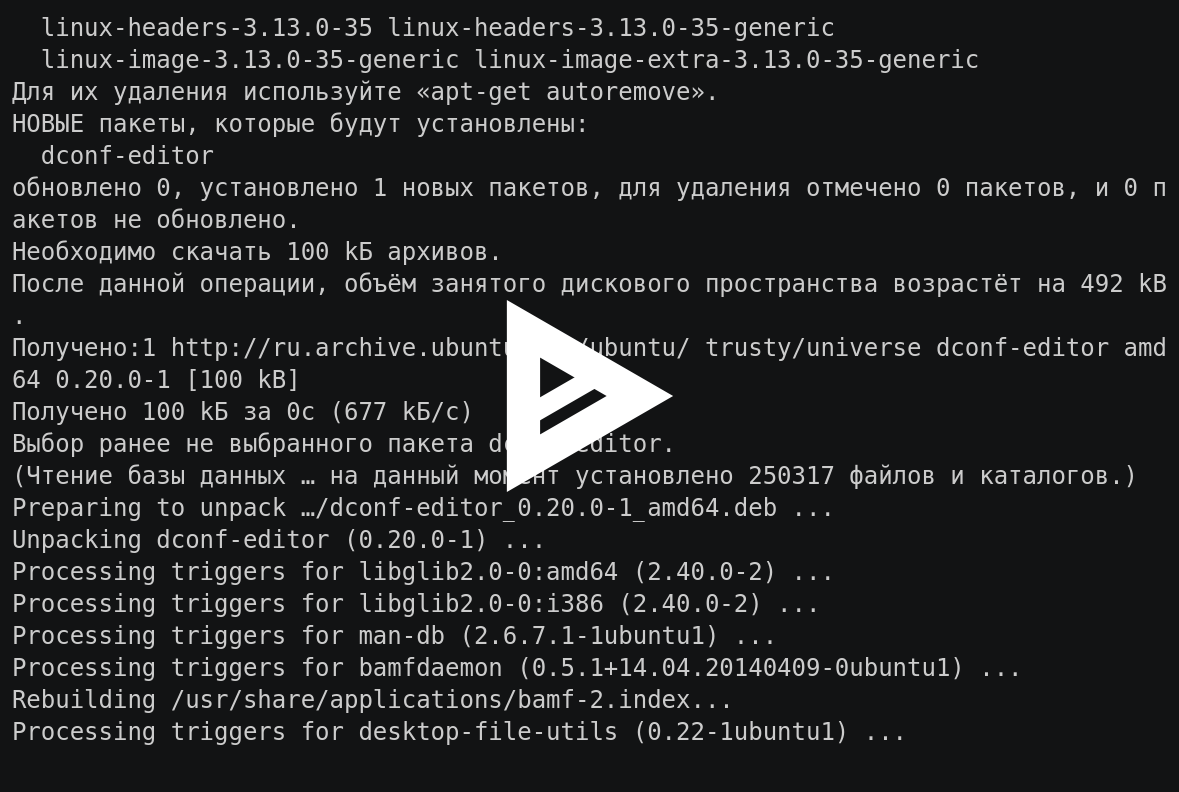 linux-headers-3.13.0-35 linux-headers-3.13.0-35-generic
linux-image-3.13.0-35-generic linux-image-extra-3.13.0-35-generic
Для их удаления используйте «apt-get autoremove».
НОВЫЕ пакеты, которые будут установлены:
dconf-editor
обновлено 0, установлено 1 новых пакетов, для удаления отмечено 0 пакетов, и 0 п
акетов не обновлено.
Необходимо скачать 100 kБ архивов.
После данной операции, объём занятого дискового пространства возрастёт на 492 kB
.
Получено:1 /ubuntu/ trusty/universe dconf-editor amd
64 0.20.0-1 [100 kB]
Получено 100 kБ за 0с (677 kБ/c)
Выбор ранее не выбранного пакета
(Чтение базы данных … на данный момент установлено 250317 файлов и каталогов.)
Preparing to unpack …/dconf-editor_0.20.0-1_amd64.deb ...
Unpacking dconf-editor (0.20.0-1) ...
Processing triggers for libglib2.0-0:amd64 (2.40.0-2) ...
Processing triggers for libglib2.0-0:i386 (2.40.0-2) ...
Processing triggers for man-db (2.6.7.1-1ubuntu1) ...
Processing triggers for bamfdaemon (0.5.1+14.04.20140409-0ubuntu1) ...
Rebuilding /usr/share/applications/bamf-2.index...
Processing triggers for desktop-file-utils (0.22-1ubuntu1) ...